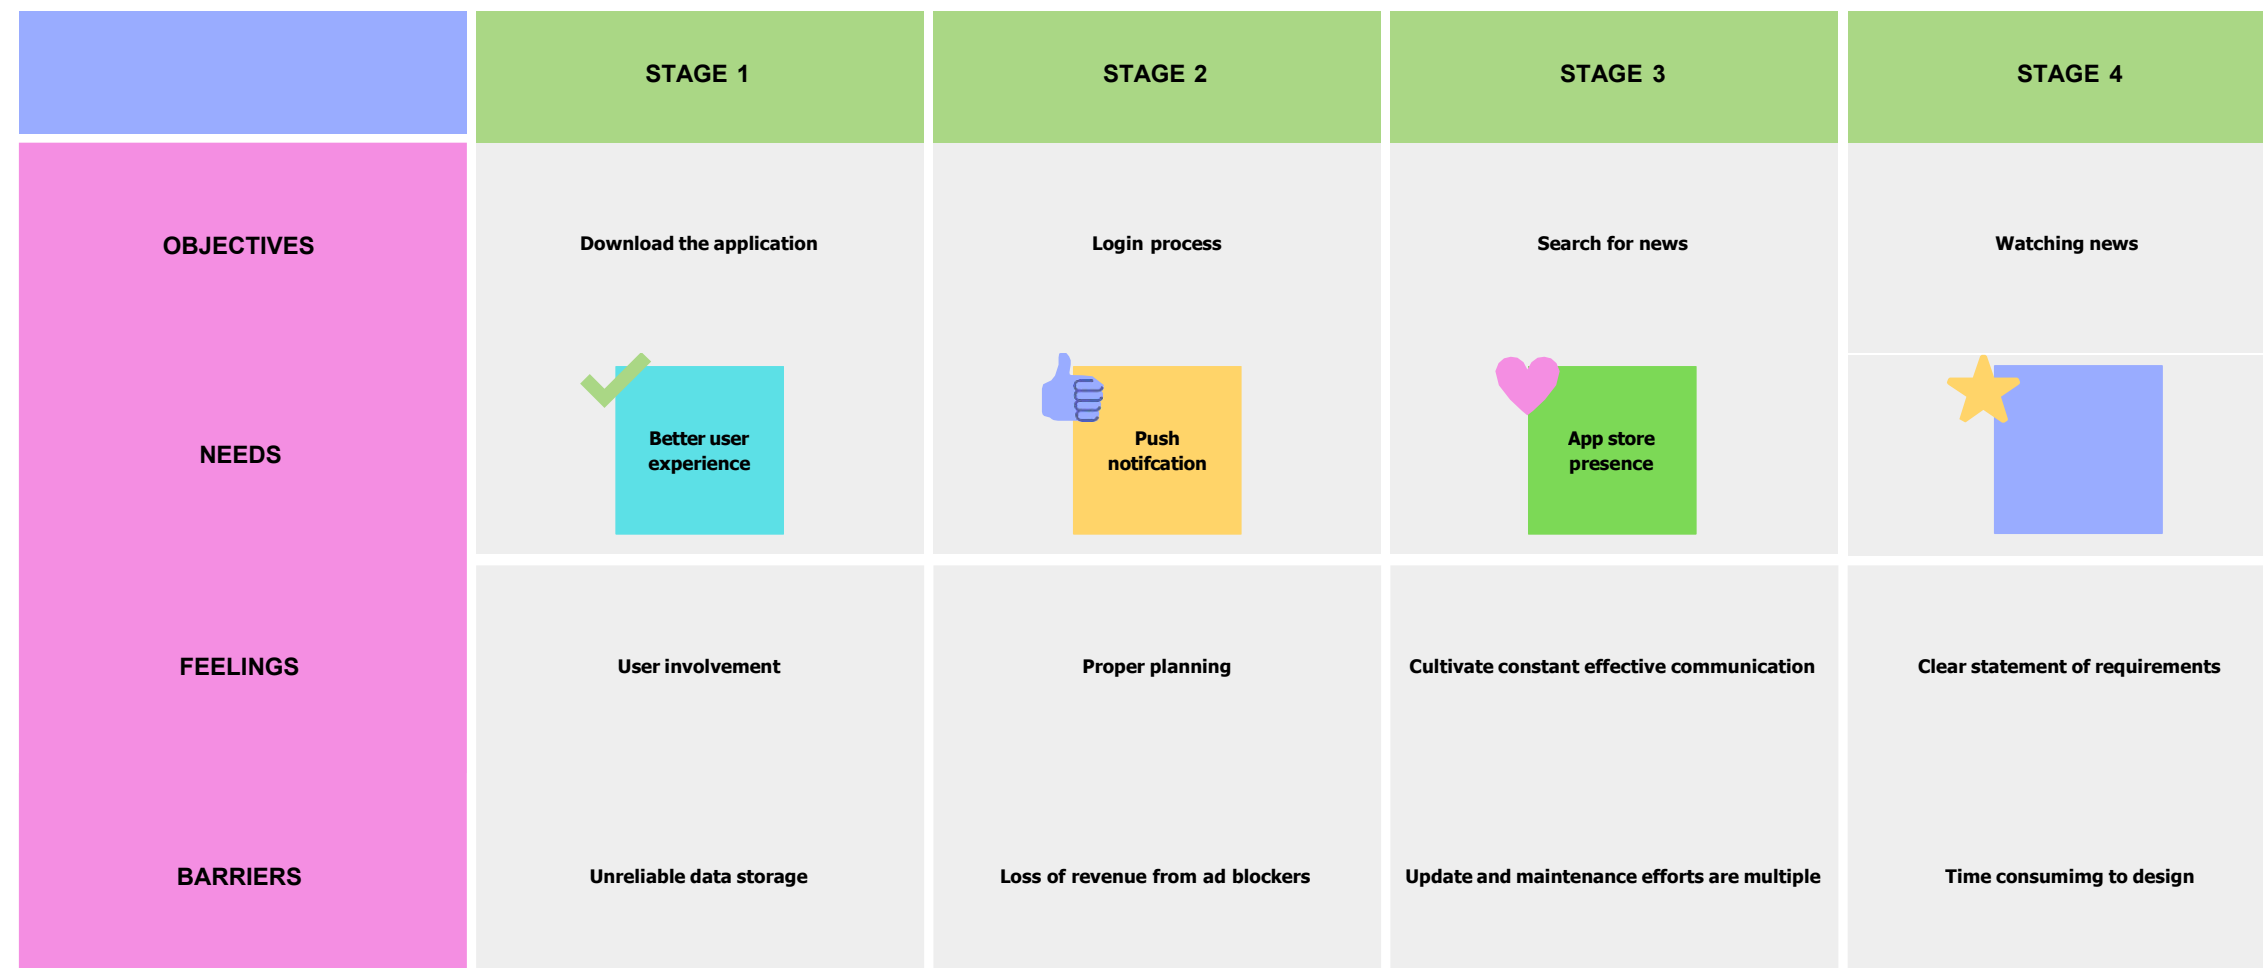 STAGE 1
STAGE 2
STAGE 3
STAGE 4
OBJECTIVES
Download the application
Login process
Search for news
Watching news
NEEDS
Better user
experience
Push
notifcation
App store
presence
FEELINGS
User involvement
Proper planning
Cultivate constant effective communication
Clear statement of requirements
BARRIERS
Unreliable data storage
Loss of revenue from ad blockers
Update and maintenance efforts are multiple
Time consumimg to design